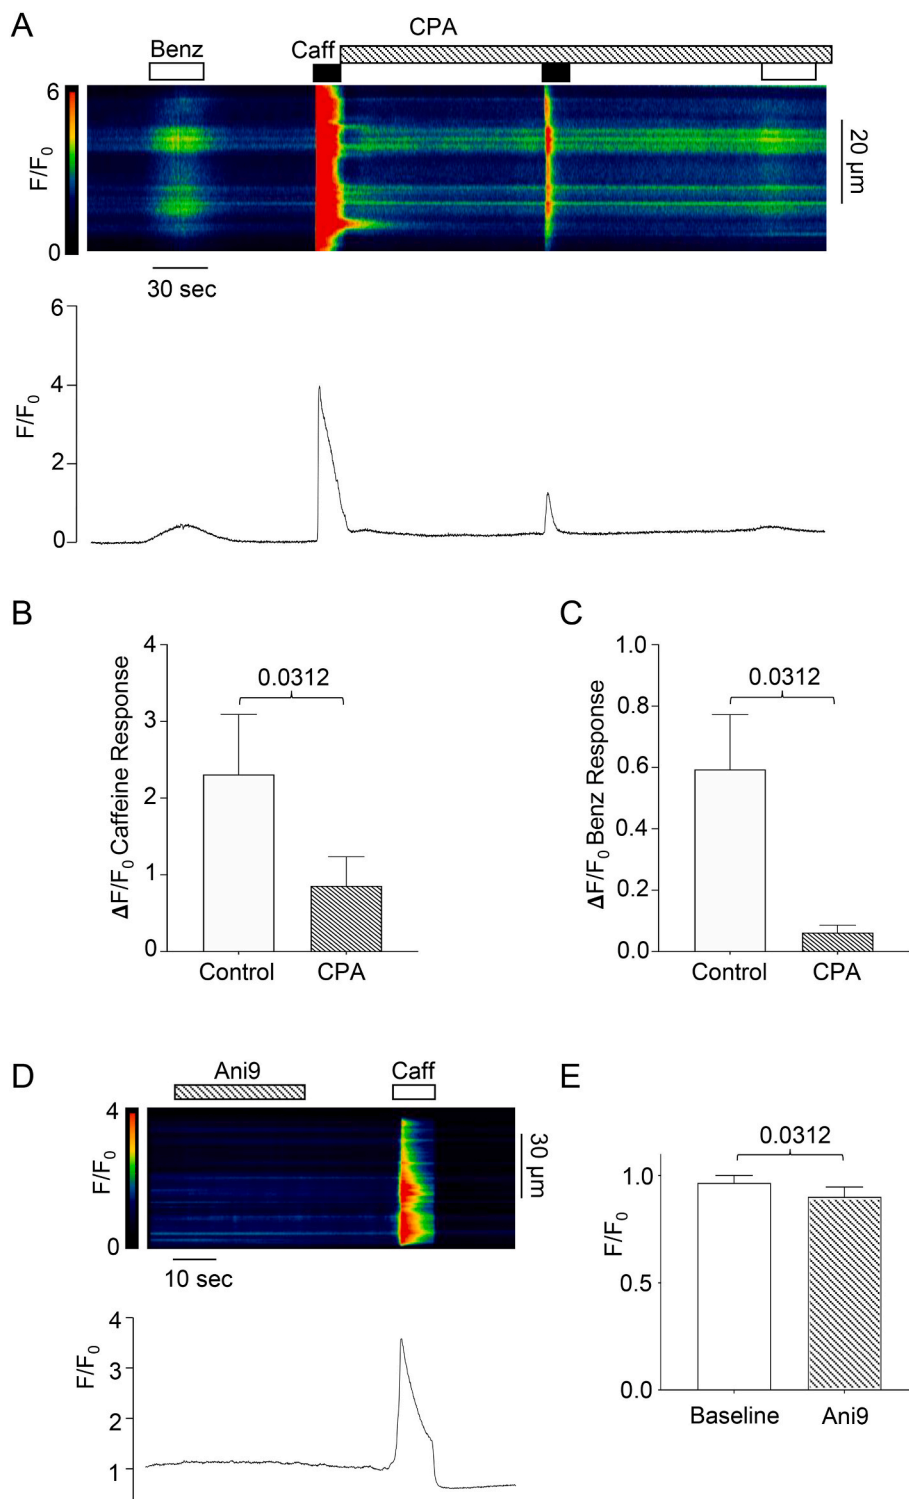 A
CPA
Benz
Caff
6
F/F0
0
20 µm
30 sec
6
4
2
0
F/F0
B
4
3
2
1
0
ΔF/F0 Caffeine Response
0.0312
Control
CPA
C
1.0
0.8
0.6
0.4
0.2
0.0
ΔF/F0 Benz Response
0.0312
Control
CPA
D
Ani9
Caff
4
F/F0
0
30 µm
10 sec
4
3
2
1
F/F0
E
0.0312
1.0
0.5
0.0
F/F0
Baseline
Ani9